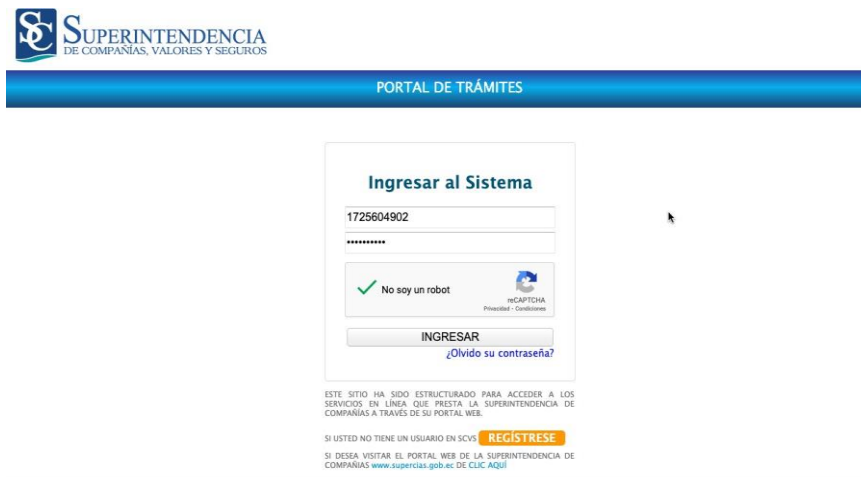 SC SUPERINTENDENCIA
DE COMPAÑÍAS, VALORES Y SEGUROS
PORTAL DE TRÁMITES
Ingresar al Sistema
1725604902
••••••••••
No soy un robot
reCAPTCHA
Privacidad - Condiciones
INGRESAR
¿Olvido su contraseña?
ESTE SITIO HA SIDO ESTRUCTURADO PARA ACCEDER A LOS
SERVICIOS EN LÍNEA QUE PRESTA LA SUPERINTENDENCIA DE
COMPAÑÍAS A TRAVÉS DE SU PORTAL WEB.
SI USTED NO TIENE UN USUARIO EN SCVS REGÍSTRESE
SI DESEA VISITAR EL PORTAL WEB DE LA SUPERINTENDENCIA DE
COMPAÑIAS www.supercias.gob.ec DE CLIC AQUÍ